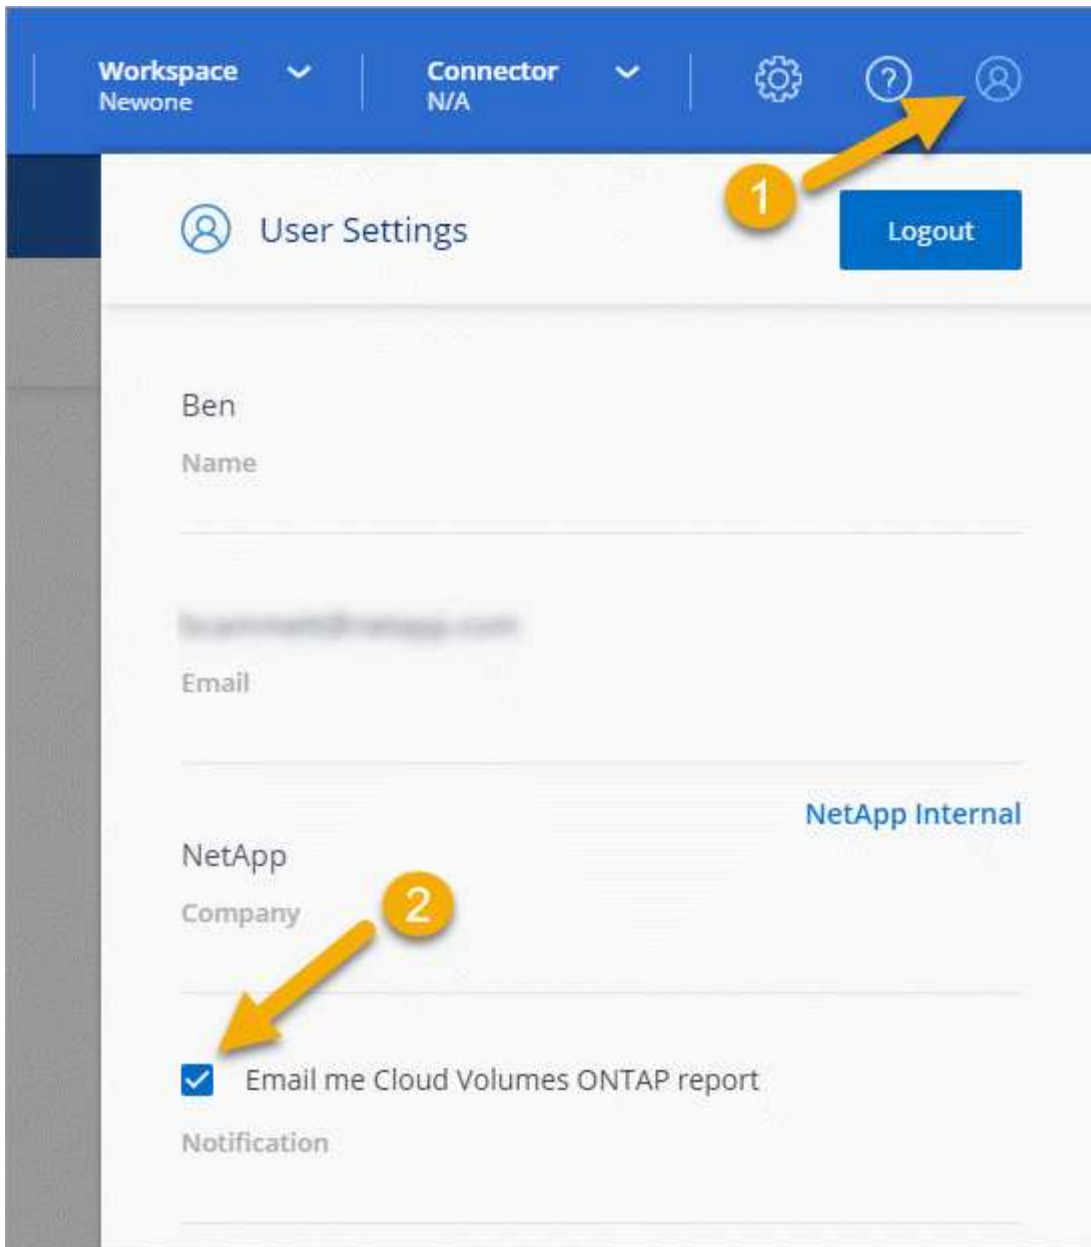 Workspace
Newone
Connector
N/A
?
1
User Settings
Logout
Ben
Name
Email
NetApp Internal
NetApp
Company
2
Email me Cloud Volumes ONTAP report
Notification